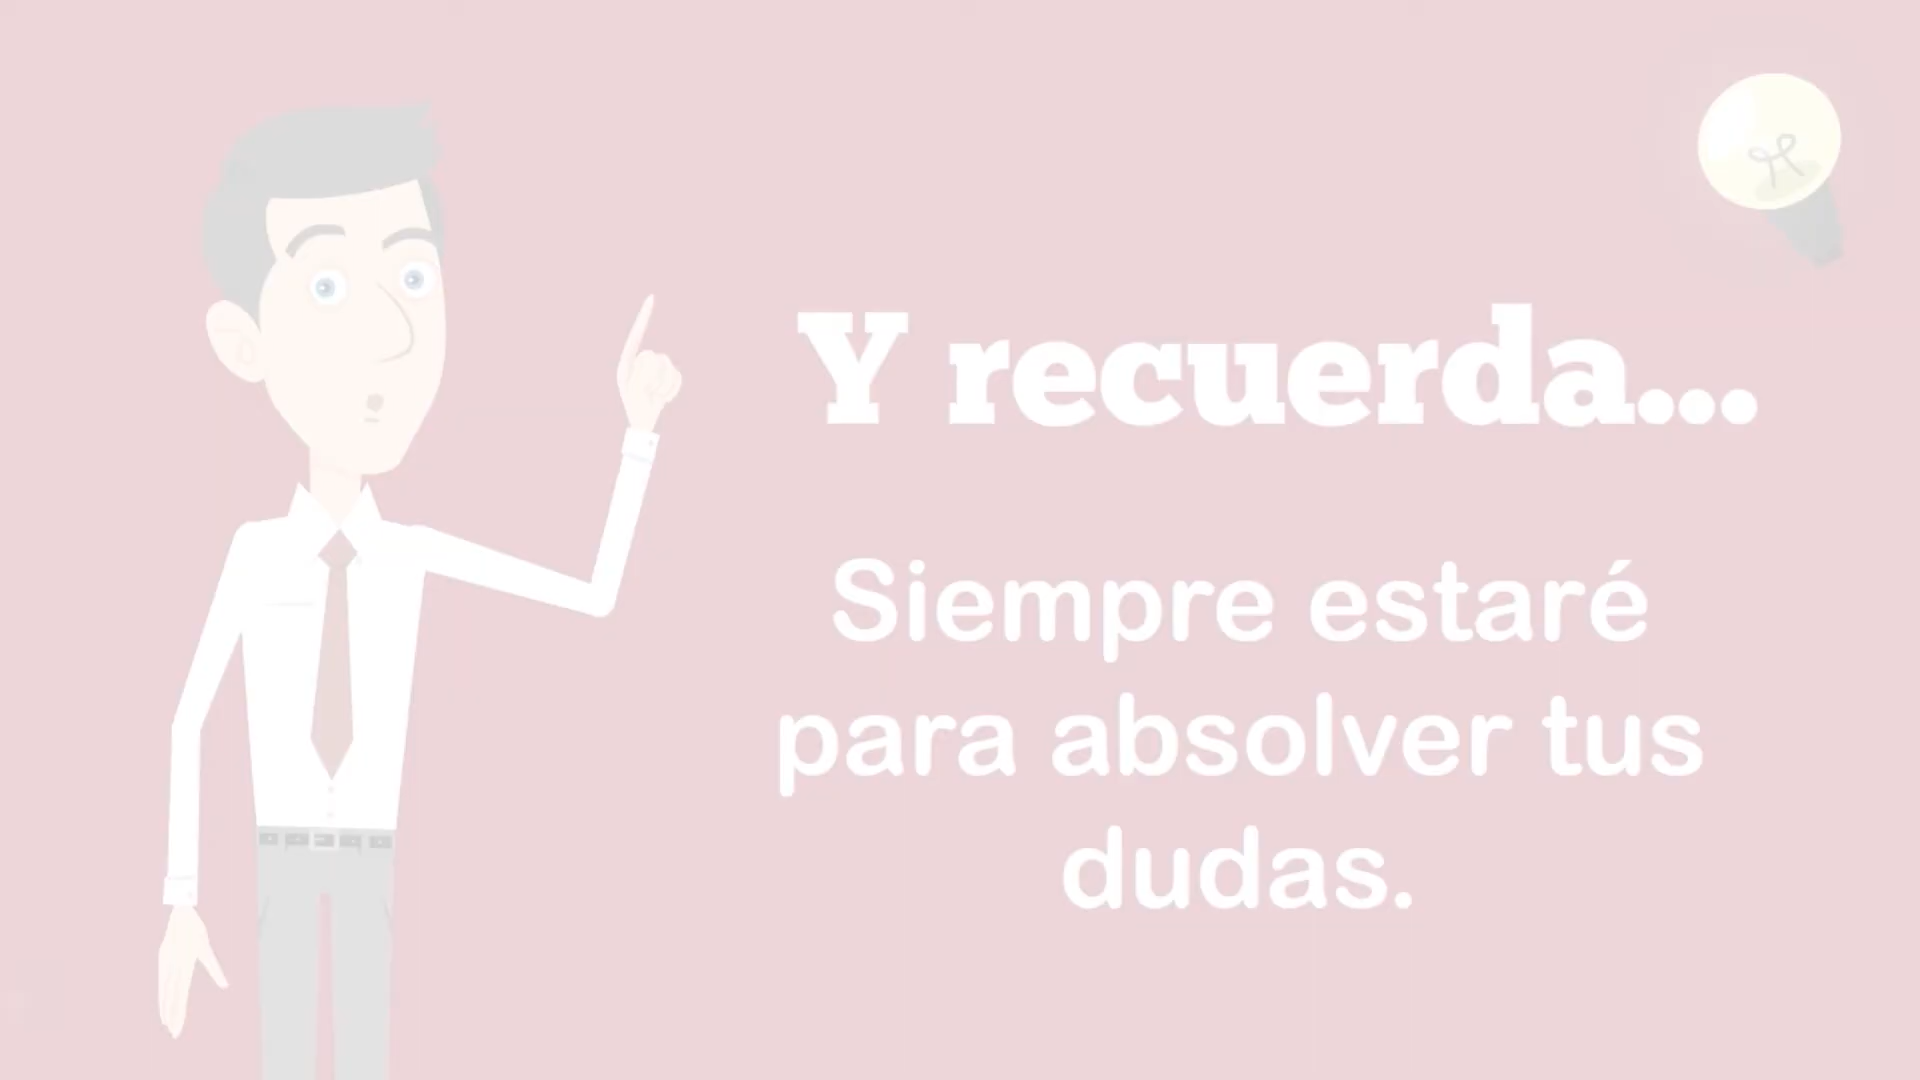 Y recuerda...
Siempre estaré
para absolver tus
dudas.